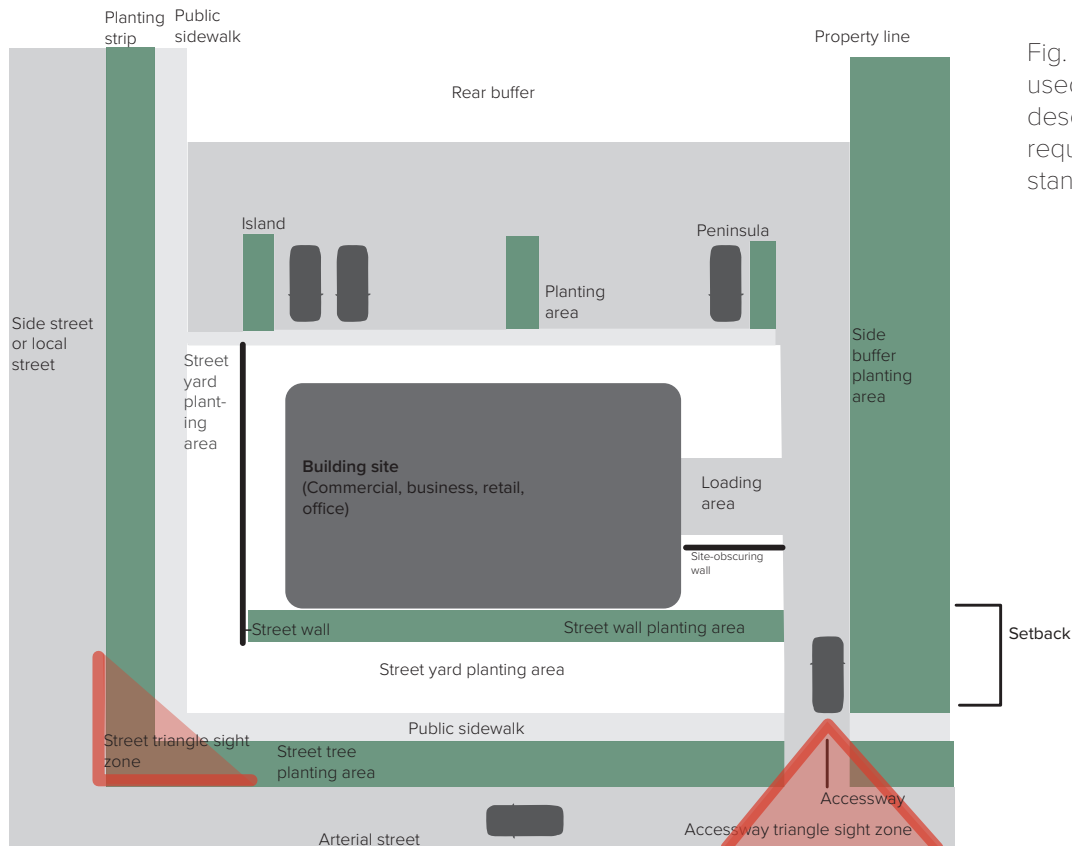 Planting
strip
Public
sidewalk
Property line
Fig.
used
Rear buffer
Island
Peninsula
Planting
area
Side street
or local
street
Street
yard
plant-
ing
area
Side
buffer
planting
area
Building site
(Commercial, business, retail,
office)
Loading
area
Site-obscuring
wall
Street wall
Street wall planting area
Setback
Street yard planting area
Public sidewalk
Street triangle sight
zone
Street tree
planting area
Accessway
Accessway triangle sight zone
Arterial street